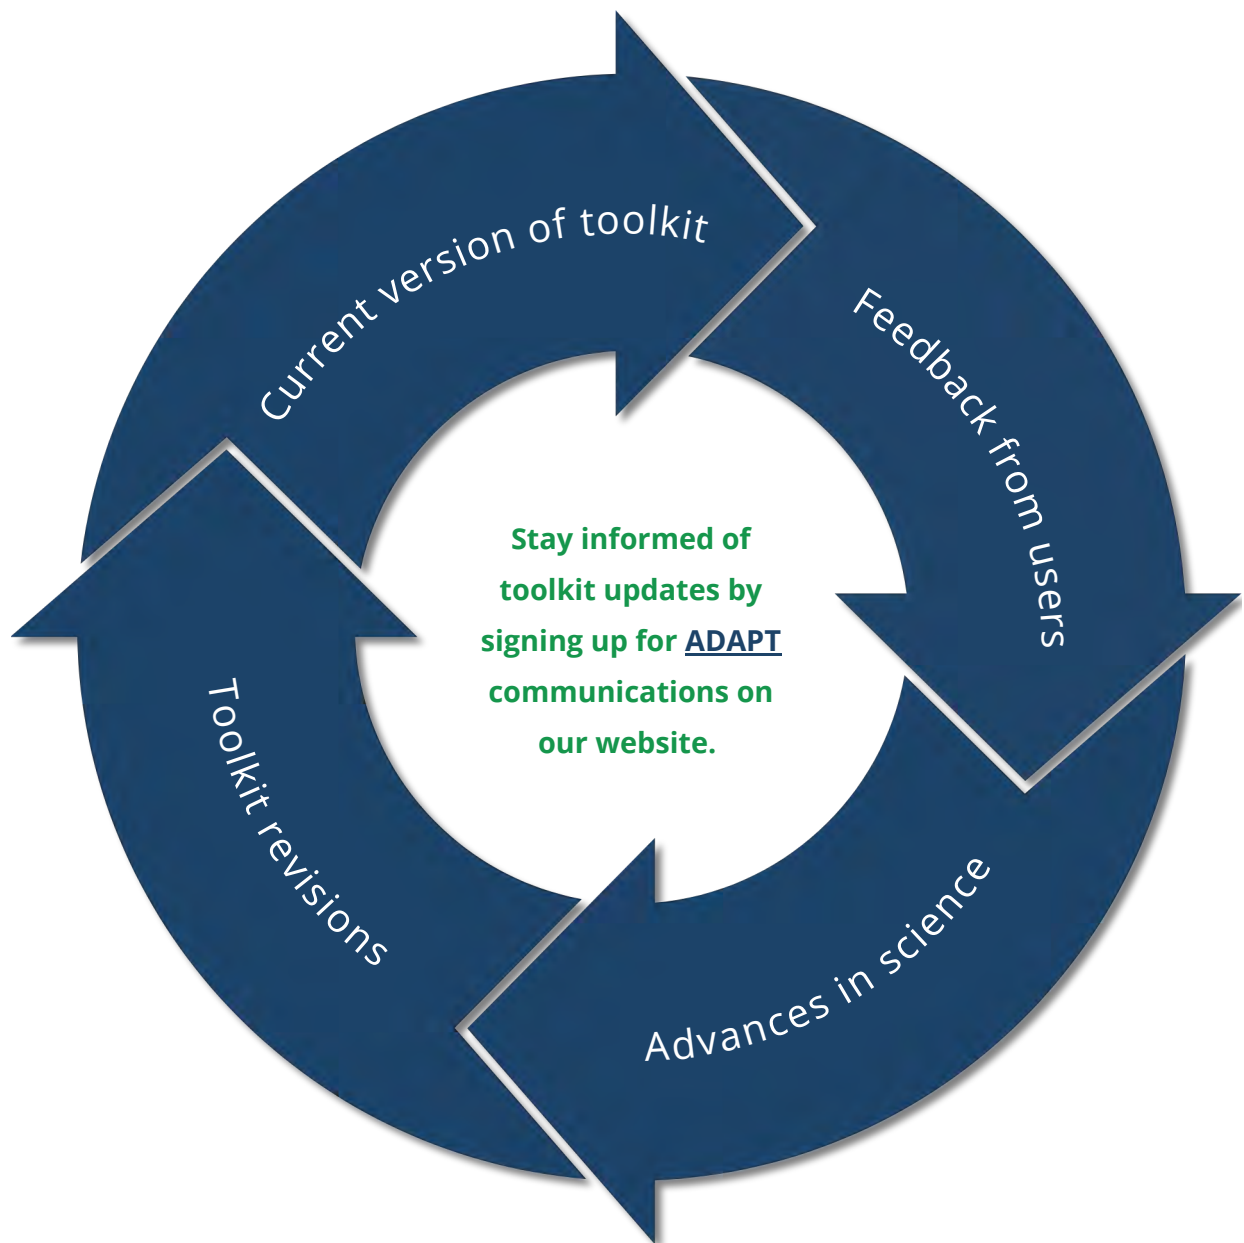 Current version of toolkit
Feedback from users
Advances in science
Toolkit revisions
Stay informed of
toolkit updates by
signing up for ADAPT
communications on
our website.